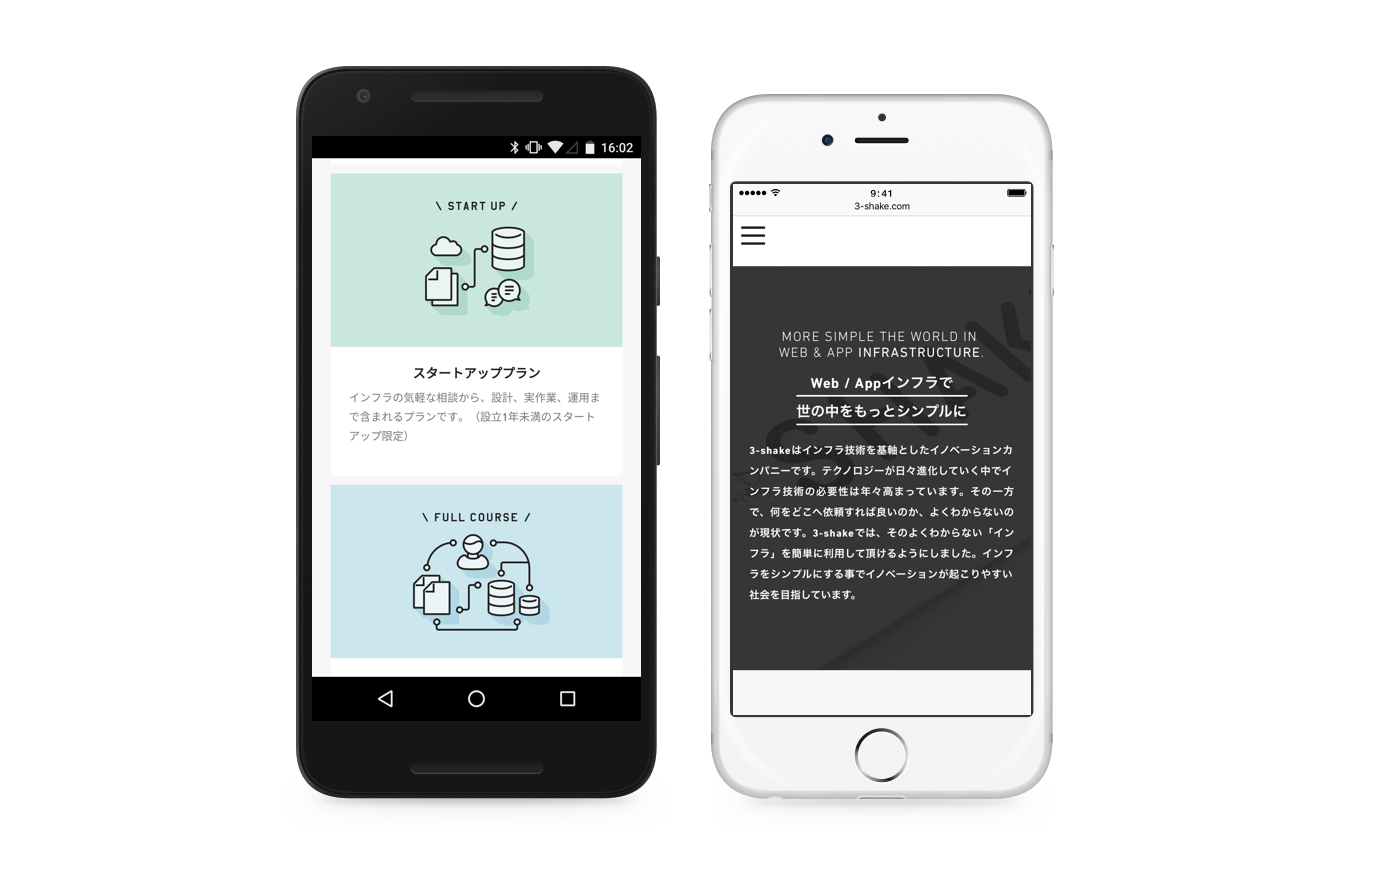 16:02
\ START UP /
スタートアッププラン
インフラの気軽な相談から、設計、実作業、運用ま
で含まれるプランです。（設立1年未満のスタート
アップ限定）
\ FULL COURSE /
9:41
3-shake.com
SHAK
MORE SIMPLE THE WORLD IN
WEB & APP INFRASTRUCTURE.
Web / Appインフラで
世の中をもっとシンプルに
3-shakeはインフラ技術を基軸としたイノベーションカ
ンパニーです。テクノロジーが日々進化していく中でイ
ンフラ技術の必要性は年々高まっています。その一方
で、何をどこへ依頼すれば良いのか、よくわからないの
が現状です。3-shakeでは、そのよくわからない「イン
フラ」を簡単に利用して頂けるようにしました。インフ
ラをシンプルにする事でイノベーションが起こりやすい
社会を目指しています。